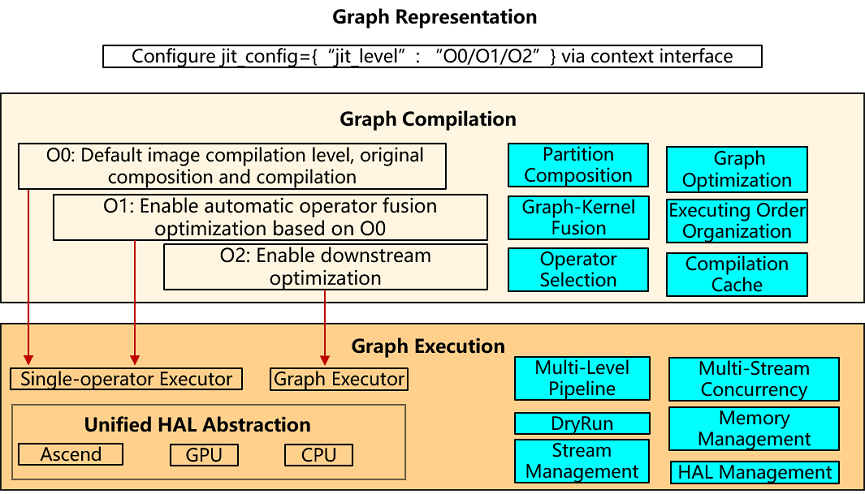 Graph Representation
Configure jit_config={“jit_level”: “O0/O1/O2”} via context interface
Graph Compilation
O0: Default image compilation level, original
composition and compilation
O1: Enable automatic operator fusion
optimization based on O0
O2: Enable downstream
optimization
Partition
Composition
Graph
Optimization
Graph-Kernel
Fusion
Executing Order
Organization
Operator
Selection
Compilation
Cache
Graph Execution
Single-operator Executor
Graph Executor
Unified HAL Abstraction
Ascend
GPU
CPU
Multi-Level
Pipeline
Multi-Stream
Concurrency
DryRun
Memory
Management
Stream
Management
HAL Management